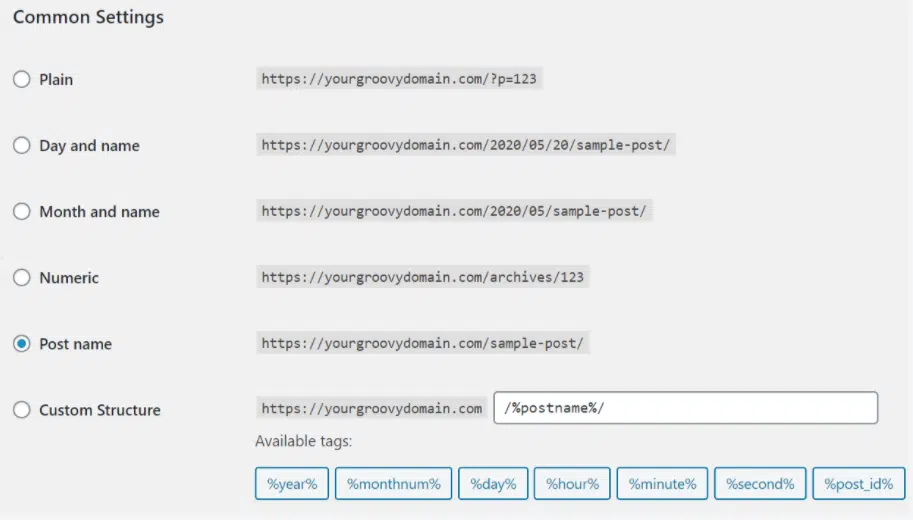 Common Settings
Plain https://yourgroovydomain.com/?p=123
Day and name https://yourgroovydomain.com/2020/05/20/sample-post/
Month and name https://yourgroovydomain.com/2020/05/sample-post/
Numeric https://yourgroovydomain.com/archives/123
Post name https://yourgroovydomain.com/sample-post/
Custom Structure https://yourgroovydomain.com /%postname%/
Available tags:
%year% %monthnum% %day% %hour% %minute% %second% %post_id%